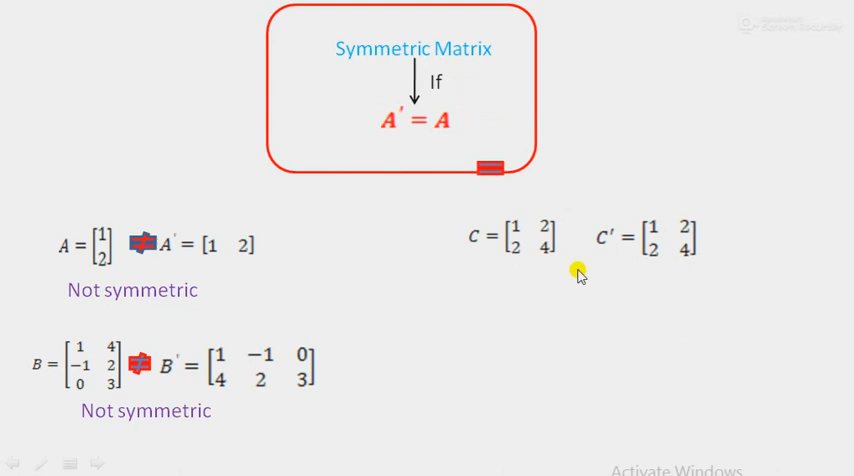 Symmetric Matrix
If
A' = A
A = [1
2] ≠ A' = [1 2]
Not symmetric
B = [1 4
-1 2
0 3] ≠ B' = [1 -1 0
4 2 3]
Not symmetric
C = [1 2
2 4]
C' = [1 2
2 4]
Activate Windows